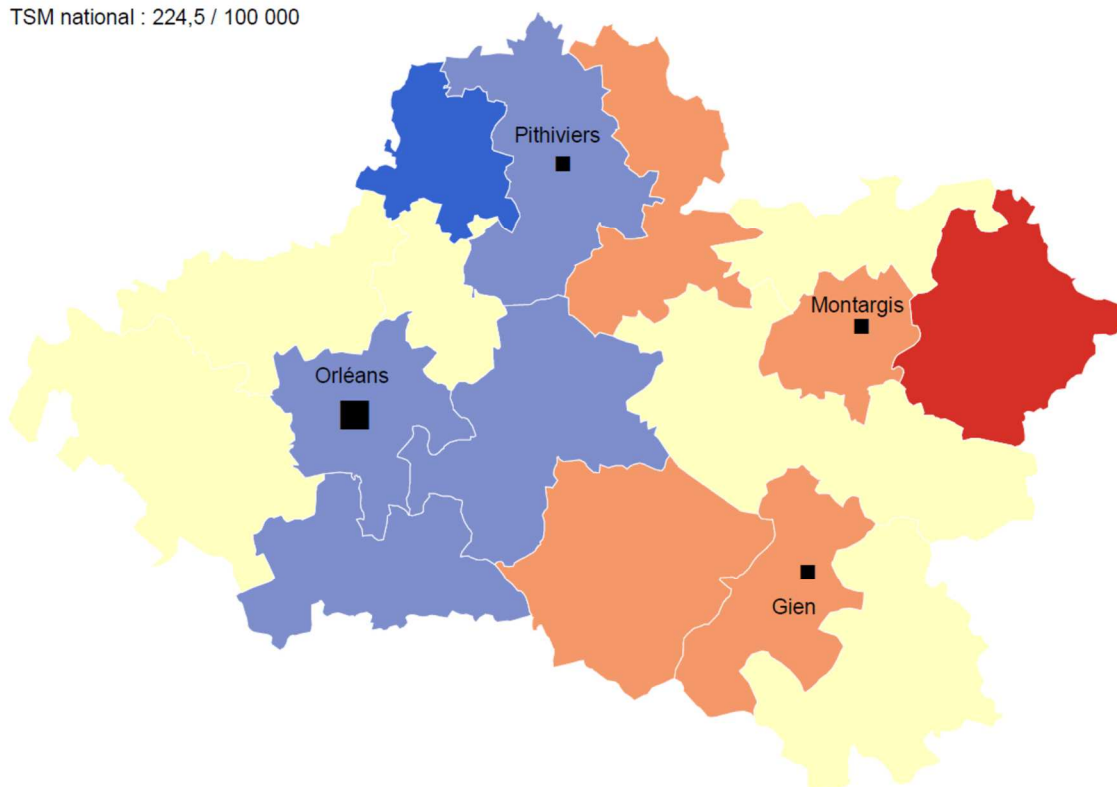 TSM national : 224,5 / 100 000
Pithiviers
Montargis
Orléans
Gien